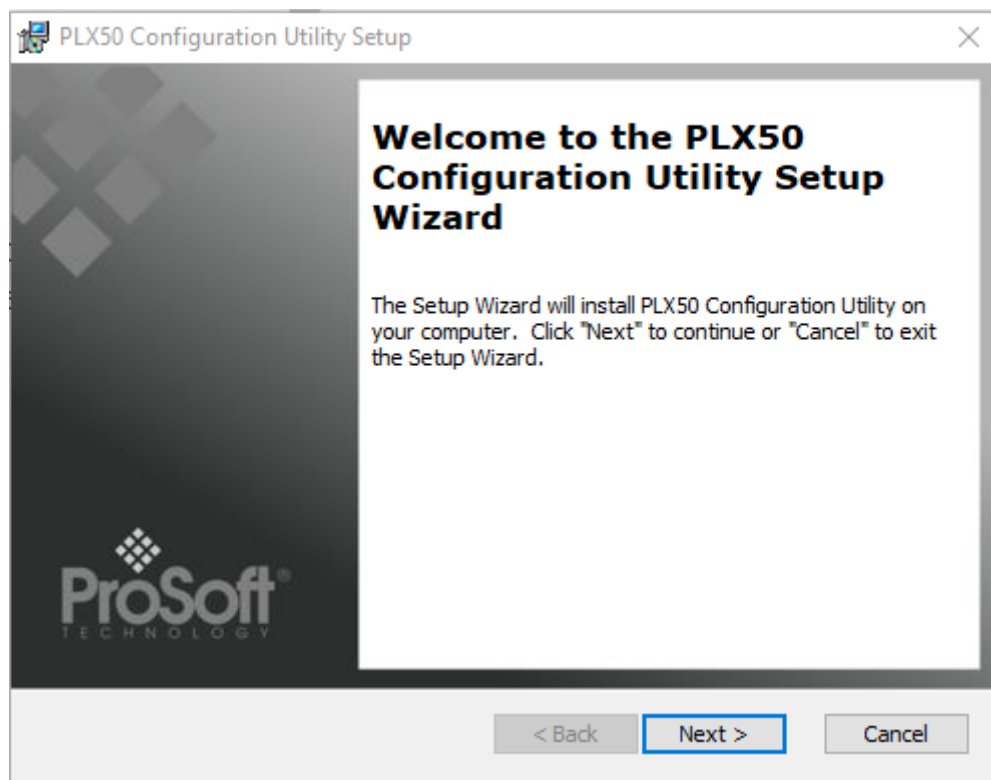 PLX50 Configuration Utility Setup
Welcome to the PLX50
Configuration Utility Setup
Wizard
The Setup Wizard will install PLX50 Configuration Utility on
your computer.  Click "Next" to continue or "Cancel" to exit
the Setup Wizard.
ProSoft®
TECHNOLOGY
< Back
Next >
Cancel